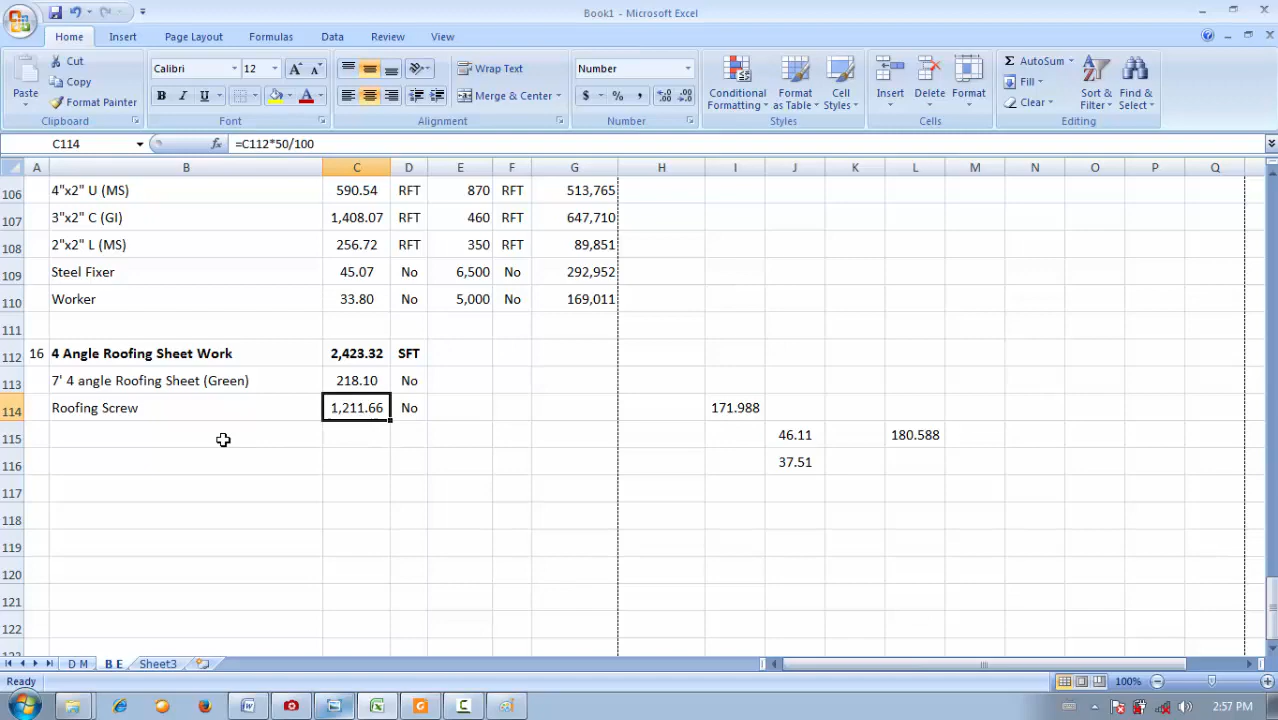 Book1 - Microsoft Excel
Home Insert Page Layout Formulas Data Review View
Paste Cut Copy Format Painter Clipboard
Calibri 12 B I U Font
Wrap Text Merge & Center Alignment
Number $ % , Number
Conditional Formatting Format as Table Cell Styles Styles
Insert Delete Format Cells
AutoSum Fill Clear Sort & Filter Find & Select Editing
C114 fx =C112*50/100
A B C D E F G H I J K L M N O P Q
106 4"x2" U (MS) 590.54 RFT 870 RFT 513,765
107 3"x2" C (GI) 1,408.07 RFT 460 RFT 647,710
108 2"x2" L (MS) 256.72 RFT 350 RFT 89,851
109 Steel Fixer 45.07 No 6,500 No 292,952
110 Worker 33.80 No 5,000 No 169,011
111
112 16 4 Angle Roofing Sheet Work 2,423.32 SFT
113 7' 4 angle Roofing Sheet (Green) 218.10 No
114 Roofing Screw 1,211.66 No 171.988
115 46.11 180.588
116 37.51
117
118
119
120
121
122
D M B E Sheet3
Ready 100%
2:57 PM